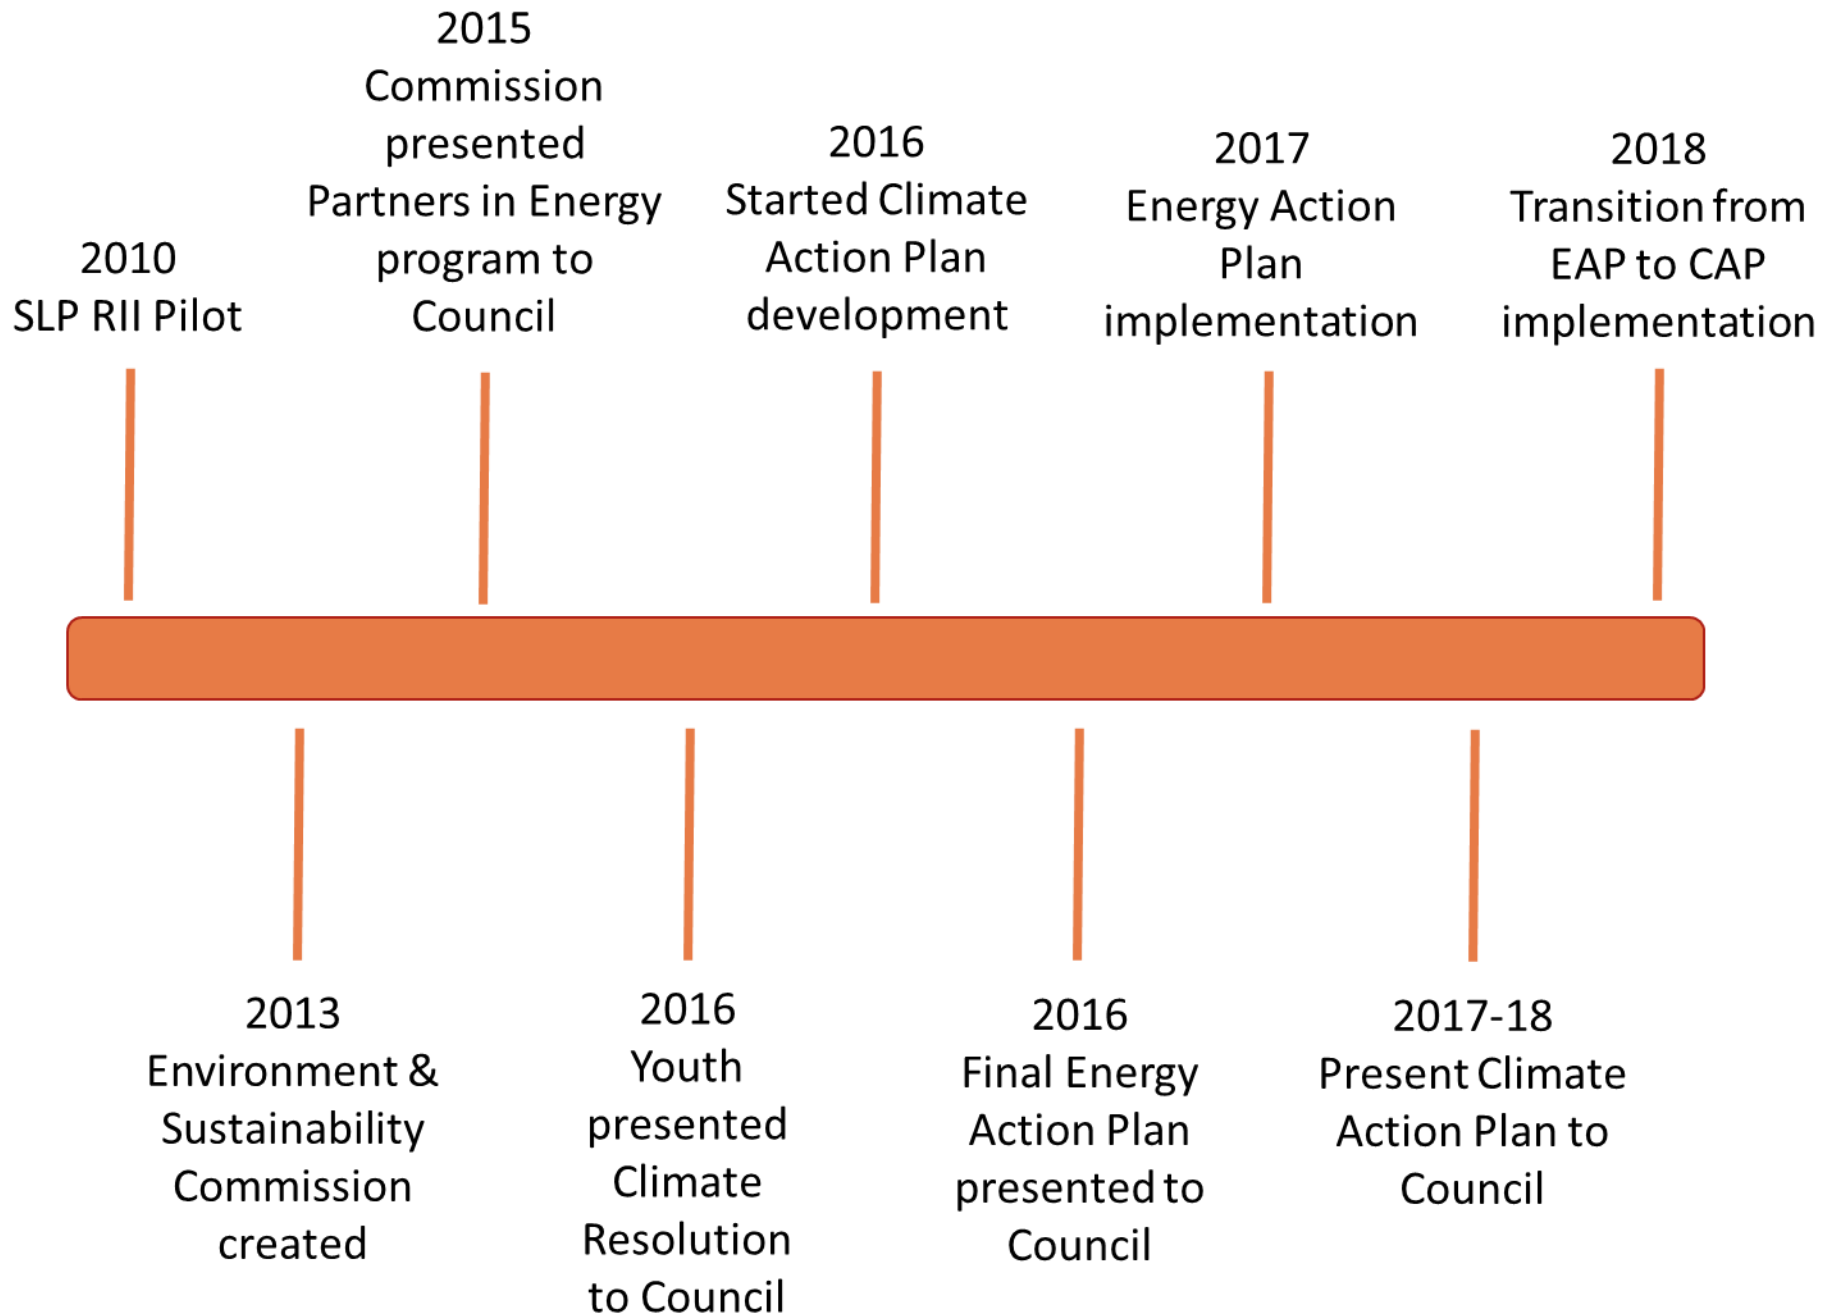 2010
SLP RII Pilot
2015
Commission
presented
Partners in Energy
program to
Council
2016
Started Climate
Action Plan
development
2017
Energy Action
Plan
implementation
2018
Transition from
EAP to CAP
implementation
2013
Environment &
Sustainability
Commission
created
2016
Youth
presented
Climate
Resolution
to Council
2016
Final Energy
Action Plan
presented to
Council
2017-18
Present Climate
Action Plan to
Council